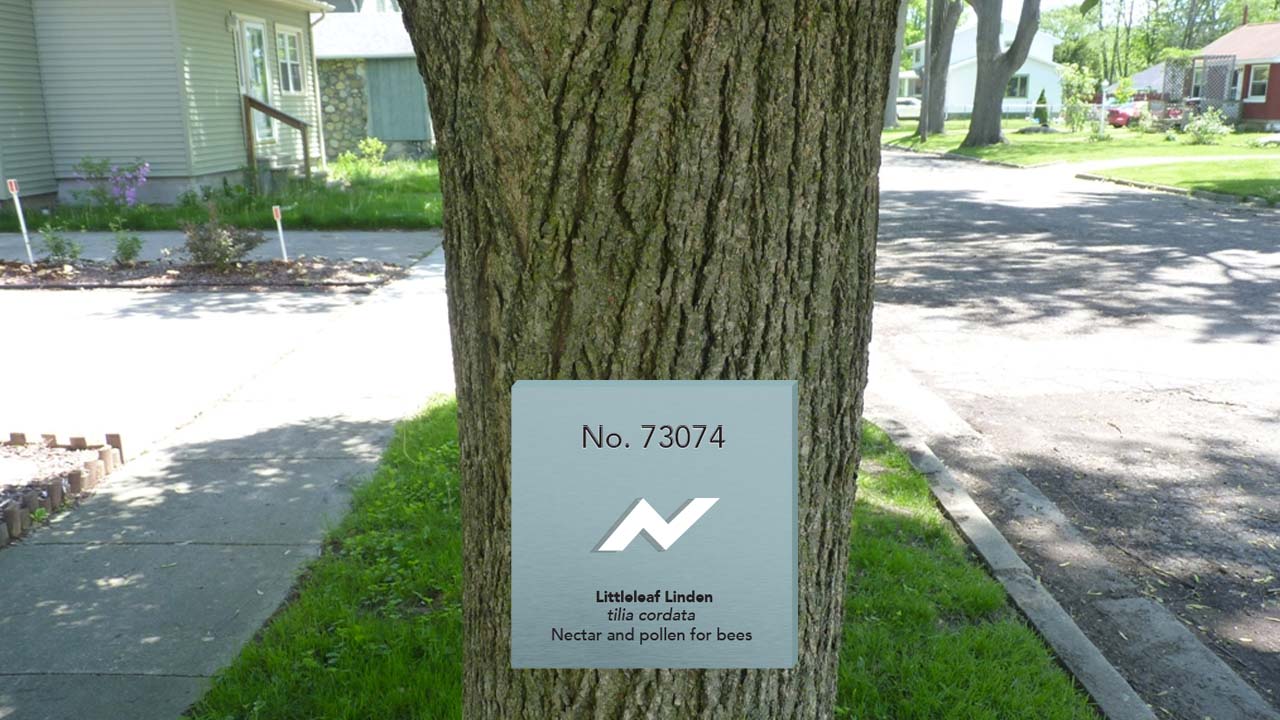 No. 73074
Littleleaf Linden
tilia cordata
Nectar and pollen for bees